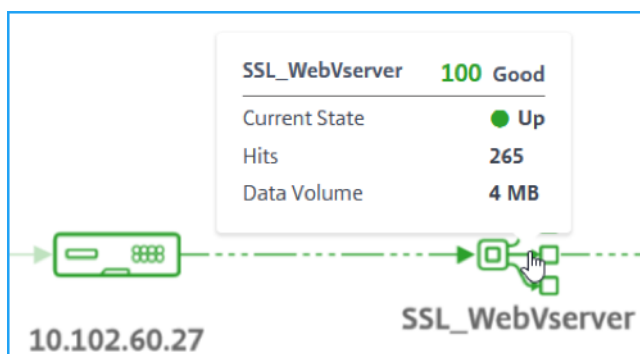 SSL_WebVserver 100 Good
Current State Up
Hits 265
Data Volume 4 MB
SSL_WebVserver
10.102.60.27